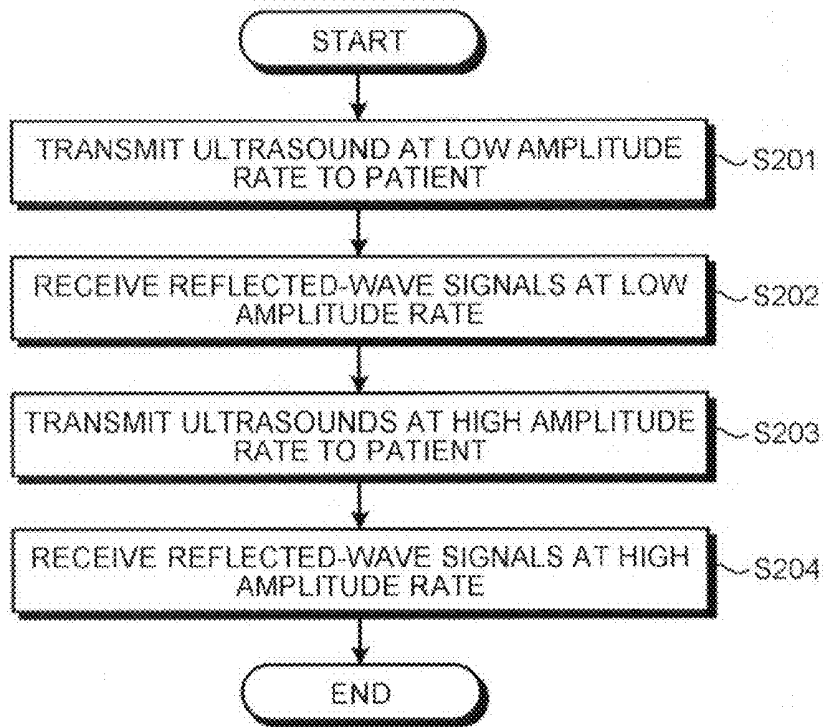 START
TRANSMIT ULTRASOUND AT LOW AMPLITUDE
RATE TO PATIENT
S201
RECEIVE REFLECTED-WAVE SIGNALS AT LOW
AMPLITUDE RATE
S202
TRANSMIT ULTRASOUNDS AT HIGH AMPLITUDE
RATE TO PATIENT
S203
RECEIVE REFLECTED-WAVE SIGNALS AT HIGH
AMPLITUDE RATE
S204
END